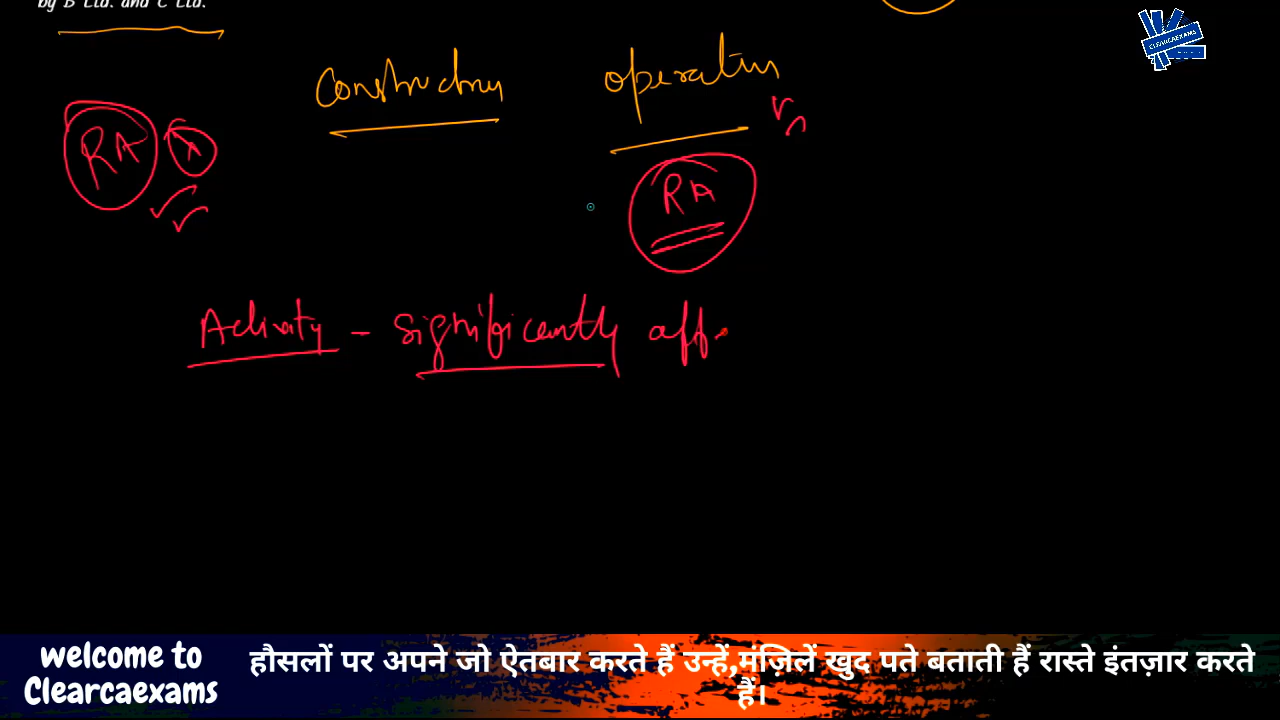 by B Ltd. and C Ltd.
CLEARCAEXAMS
Construction operation
RA A
RA
Activity - significantly aff
welcome to
Clearcaexams
हौसलों पर अपने जो ऐतबार करते हैं उन्हें,मंज़िलें खुद पते बताती हैं रास्ते इंतज़ार करते
हैं।